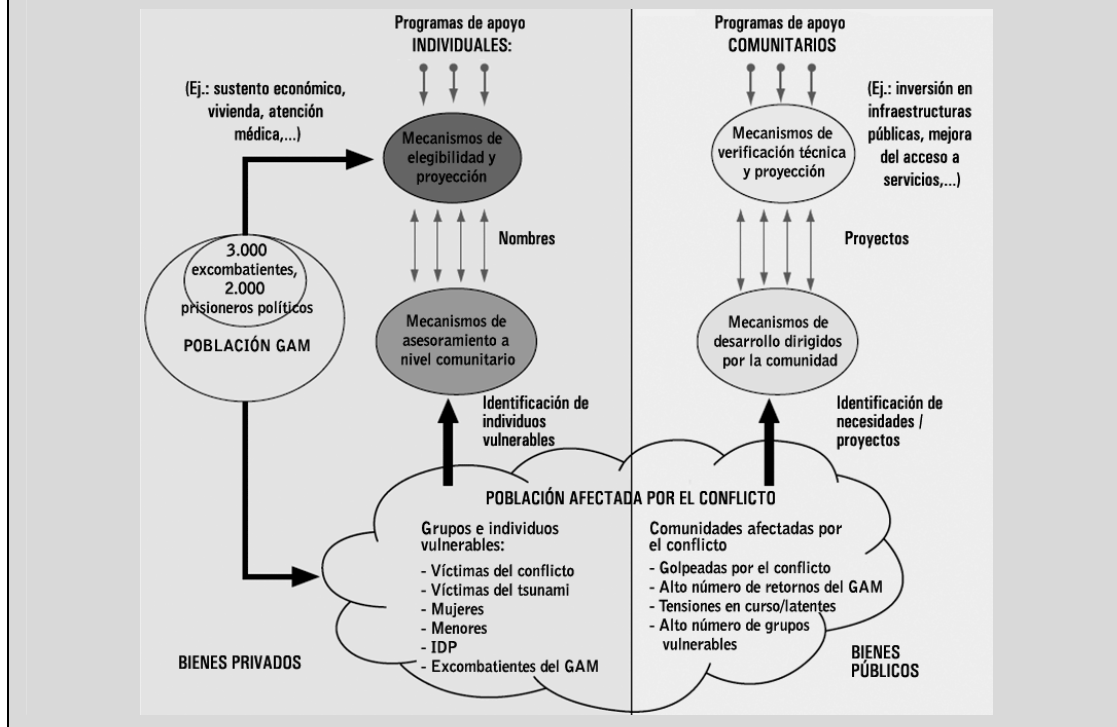 Programas de apoyo
INDIVIDUALES:
Programas de apoyo
COMUNITARIOS
(Ej.: sustento económico,
vivienda, atención
médica,...)
Mecanismos de
elegibilidad y
proyección
Mecanismos de
verificación técnica
y proyección
(Ej.: inversión en
infraestructuras
públicas, mejora
del acceso a
servicios,...)
Nombres
Proyectos
3.000
excombatientes,
2.000
prisioneros políticos
POBLACIÓN GAM
Mecanismos de
asesoramiento a
nivel comunitario
Mecanismos de
desarrollo dirigidos
por la comunidad
Identificación de
individuos
vulnerables
Identificación de
necesidades /
proyectos
POBLACIÓN AFECTADA POR EL CONFLICTO
Grupos e individuos
vulnerables:
- Víctimas del conflicto
- Víctimas del tsunami
- Mujeres
- Menores
- IDP
- Excombatientes del GAM
Comunidades afectadas por
el conflicto
- Golpeadas por el conflicto
- Alto número de retornos del GAM
- Tensiones en curso/latentes
- Alto número de grupos
vulnerables
BIENES PRIVADOS
BIENES
PÚBLICOS